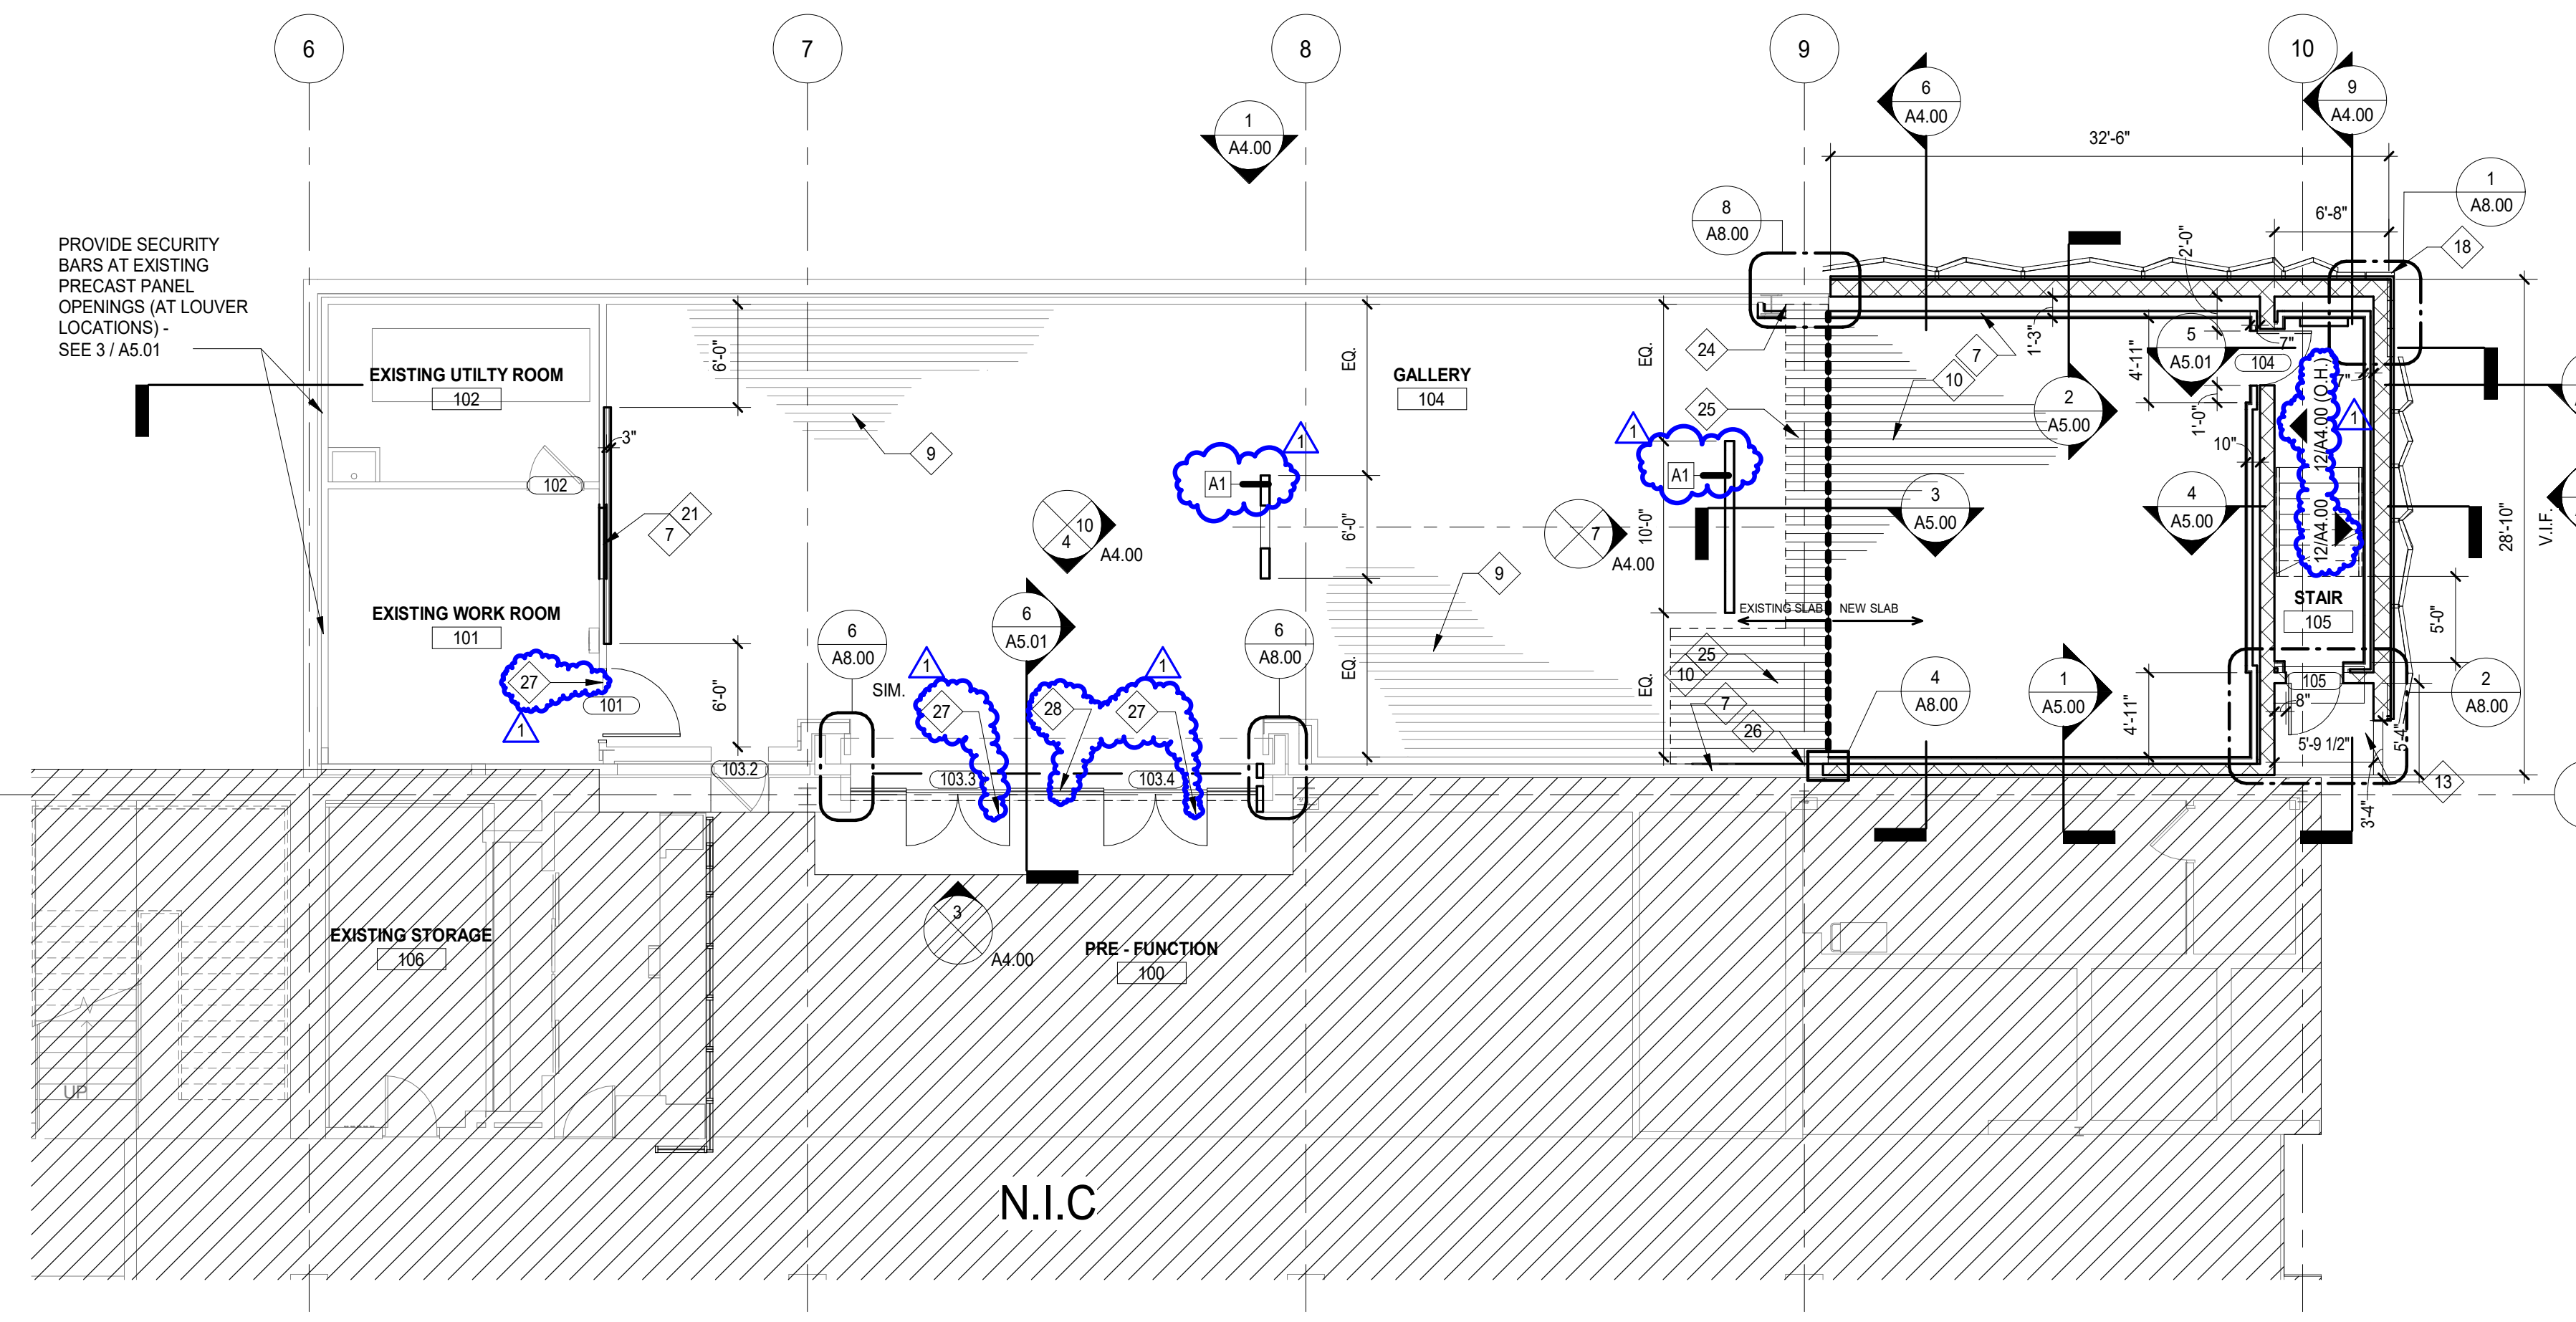 6
7
8
9
10
1
A4.00
6
A4.00
9
A4.00
32'-6"
1
A8.00
6'-8"
18
8
A8.00
2'-0"
PROVIDE SECURITY
BARS AT EXISTING
PRECAST PANEL
OPENINGS (AT LOUVER
LOCATIONS) -
SEE 3 / A5.01
EXISTING UTILTY ROOM
102
6'-0"
EQ.
GALLERY
104
EQ.
24
7
10
1'-3"
4'-11"
5
A5.01
7"
104
7"
25
2
A5.00
1'-0"
12/A4.00 (O.H.)
1
3"
9
1
A1
1
A1
10"
102
21
7
10
4
A4.00
6'-0"
7
A4.00
10'-0"
3
A5.00
4
A5.00
12/A4.00
28'-10"
V.I.F.
9
EXISTING WORK ROOM
101
6
A5.01
6
A8.00
6
A8.00
EXISTING SLAB
NEW SLAB
STAIR
105
5'-0"
27
101
1
6'-0"
SIM.
1
27
28
27
1
EQ.
EQ.
25
10
7
26
4
A8.00
1
A5.00
4'-11"
105
8"
2
A8.00
5'-9 1/2"
5'-4"
13
3'-4"
103.2
103.3
103.4
3
A4.00
EXISTING STORAGE
106
PRE - FUNCTION
100
UP
N.I.C